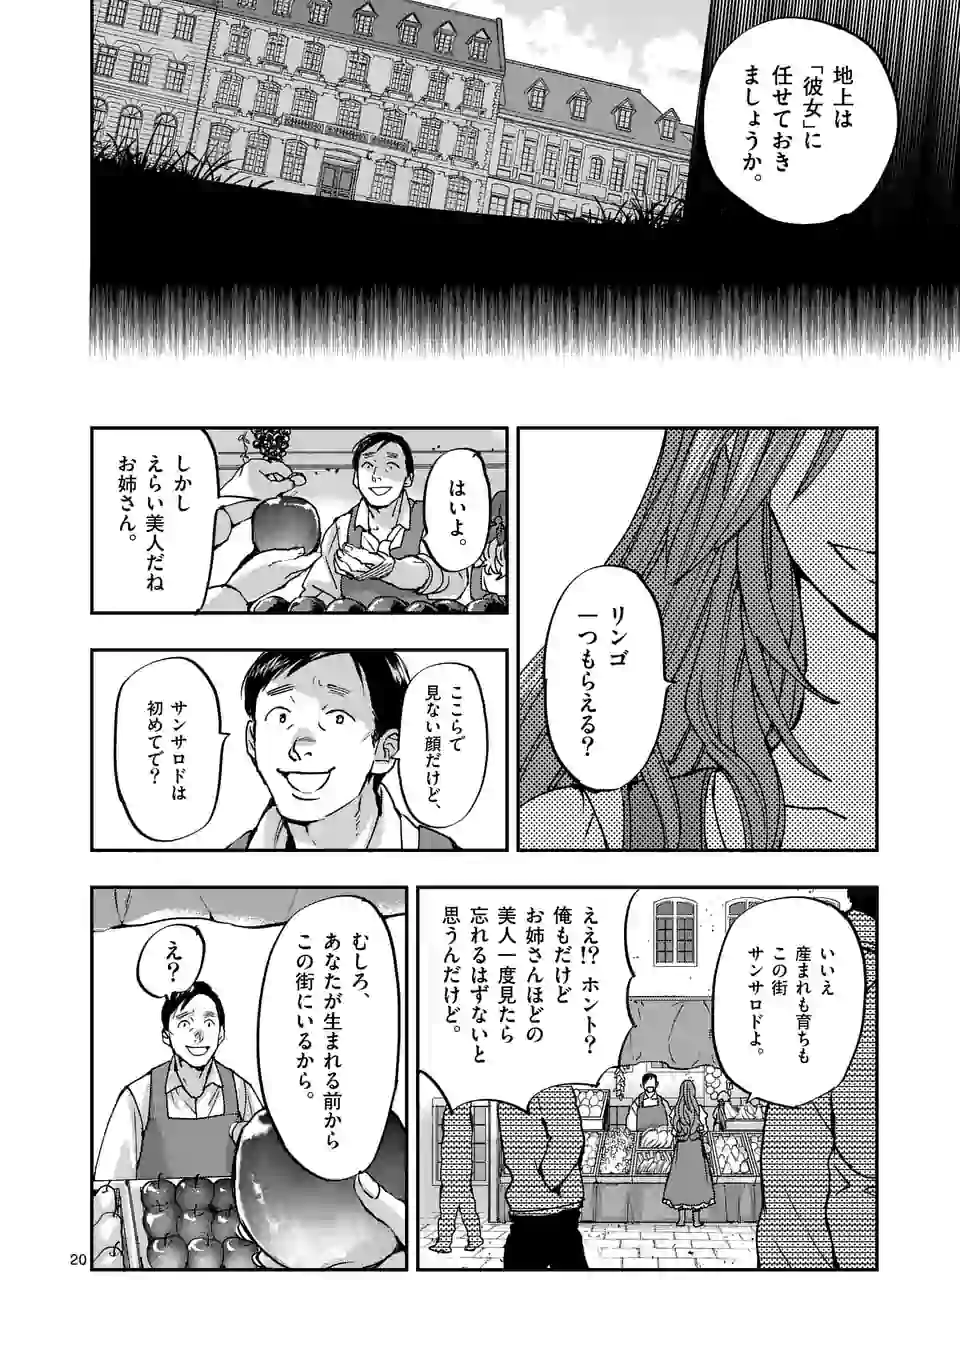 地上は
「彼女」に
任せておき
ましょうか。
リンゴ
一つもらえる？
はいよ。
しかし
えらい美人だね
お姉さん。
ここらで
見ない顔だけど、
サンサロドは
初めてで？
いいえ
産まれも育ちも
この街
サンサロドよ。
ええ!?ホント？
俺もだけど
お姉さんほどの
美人一度見たら
忘れるはずないと
思うんだけど。
むしろ、
あなたが生まれる前から
この街にいるから。
え？
20